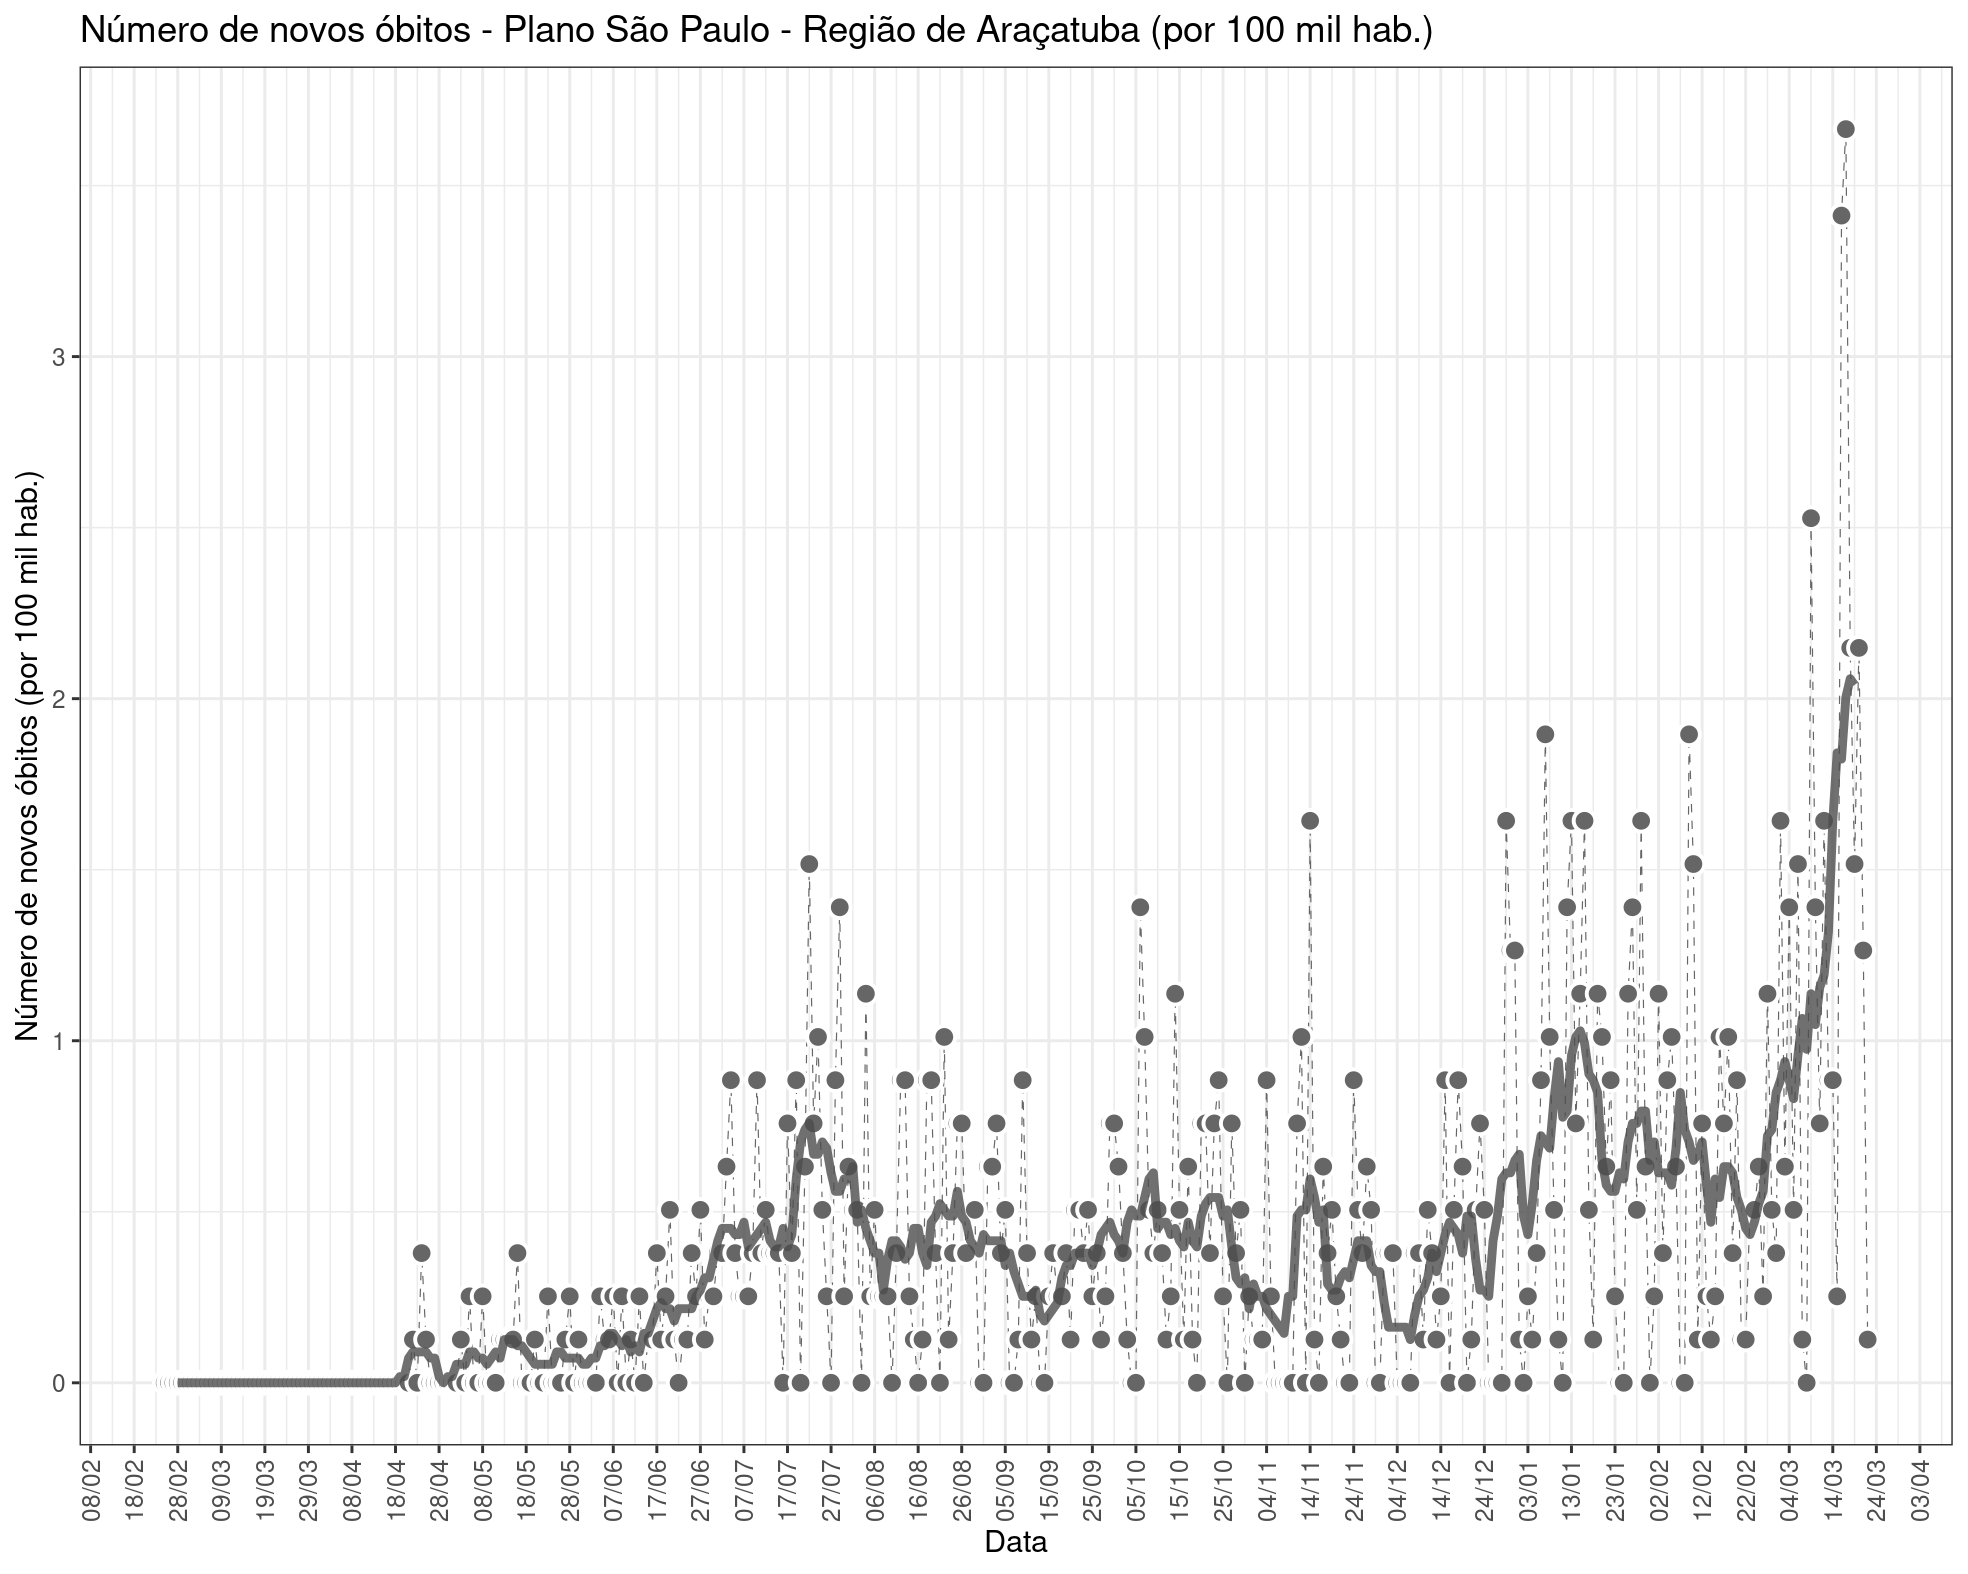 Número de novos óbitos - Plano São Paulo - Região de Araçatuba (por 100 mil hab.)
Número de novos óbitos (por 100 mil hab.)
3
2
1
0
08/02 18/02 28/02 09/03 19/03 29/03 08/04 18/04 28/04 08/05 18/05 28/05 07/06 17/06 27/06 07/07 17/07 27/07 06/08 16/08 26/08 05/09 15/09 25/09 05/10 15/10 25/10 04/11 14/11 24/11 04/12 14/12 24/12 03/01 13/01 23/01 02/02 12/02 22/02 04/03 14/03 24/03 03/04
Data